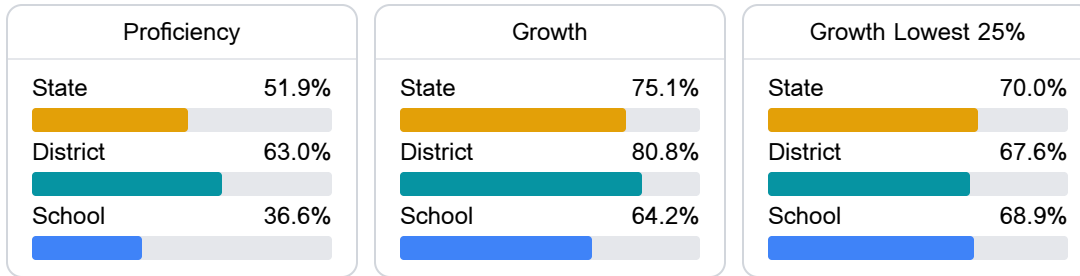 Proficiency
State 51.9%
District 63.0%
School 36.6%
Growth
State 75.1%
District 80.8%
School 64.2%
Growth Lowest 25%
State 70.0%
District 67.6%
School 68.9%